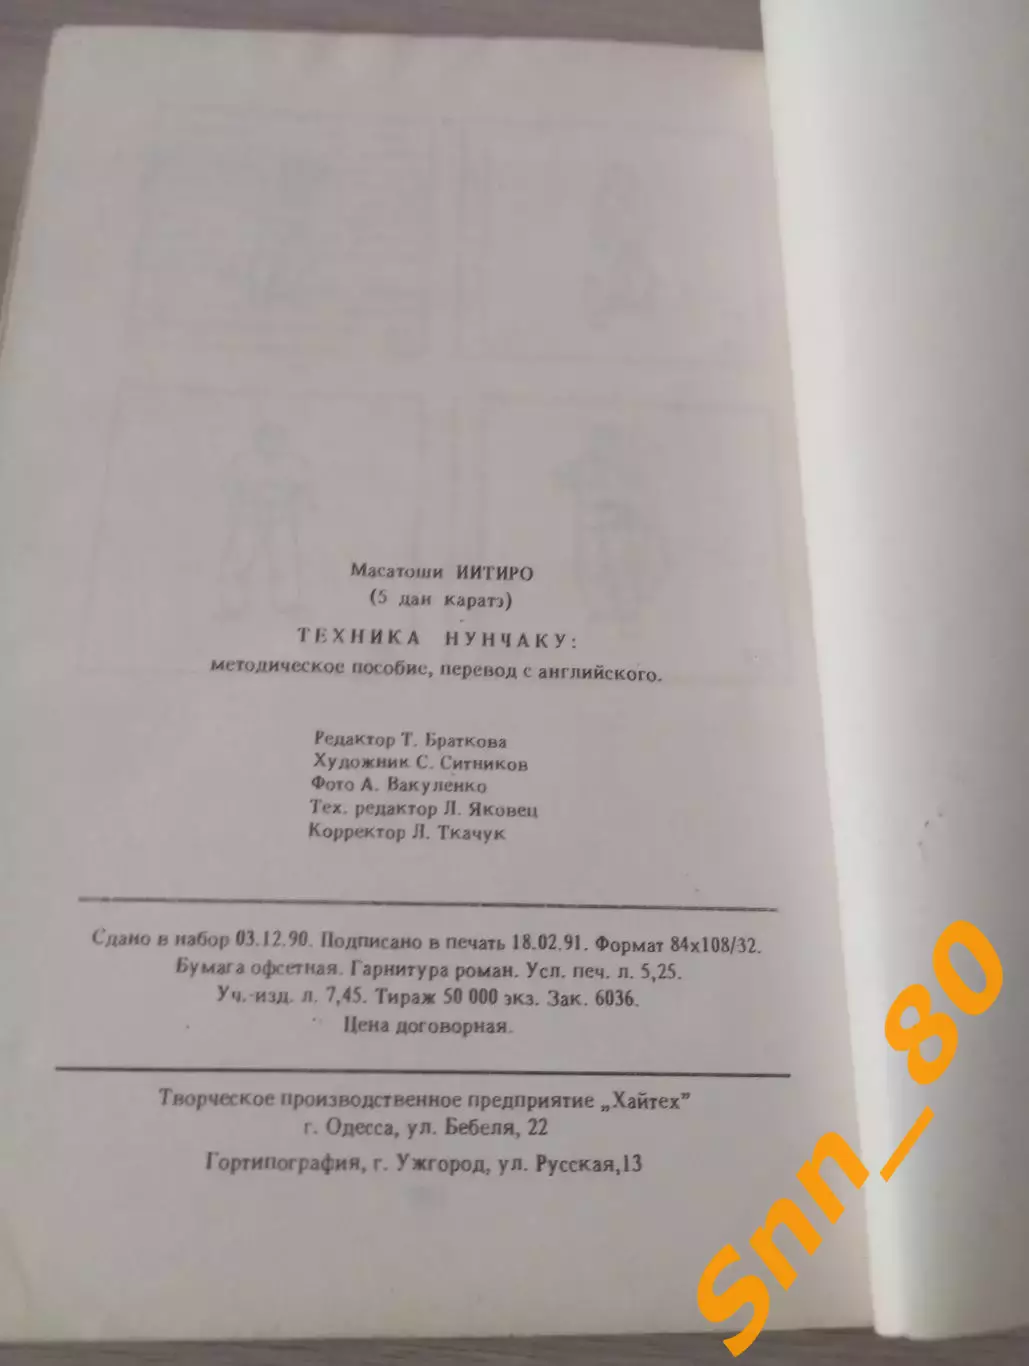 Масатоши ИИТИРО
(5 дан каратэ)
ТЕХНИКА НУНЧАКУ:
методическое пособие, перевод с английского.
Редактор Т. Браткова
Художник С. Ситников
Фото А. Вакуленко
Тех. редактор Л. Яковец
Корректор Л. Ткачук
Сдано в набор 03.12.90. Подписано в печать 18.02.91. Формат 84х108/32.
Бумага офсетная. Гарнитура роман. Усл. печ. л. 5,25.
Уч.-изд. л. 7,45. Тираж 50 000 экз. Зак. 6036.
Цена договорная.
Творческое производственное предприятие „Хайтех”
г. Одесса, ул. Бебеля, 22
Гортипография, г. Ужгород, ул. Русская,13
Snn_80